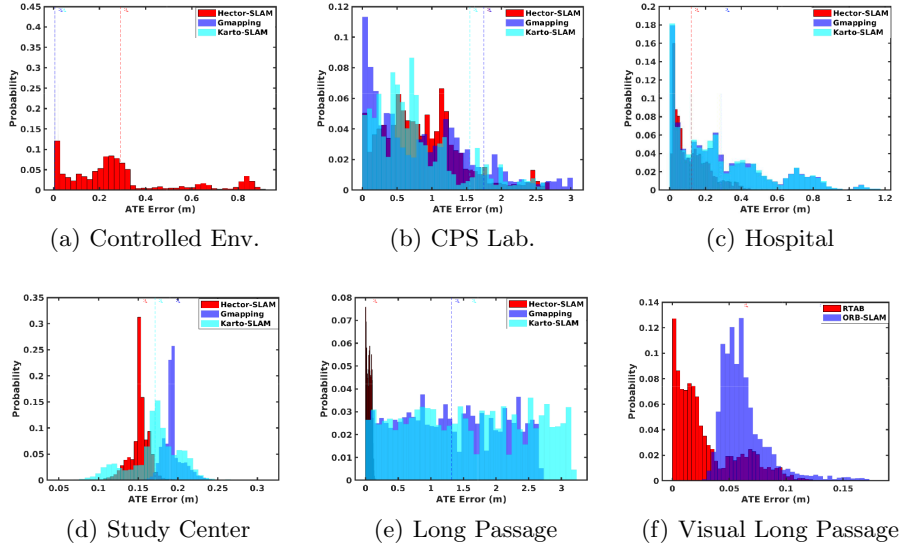 0.45
0.4
0.35
0.3
0.25
0.2
0.15
0.1
0.05
0
Probability
0 0.2 0.4 0.6 0.8
ATE Error (m)
Hector-SLAM
Gmapping
Karto-SLAM
(a) Controlled Env.
0.12
0.1
0.08
0.06
0.04
0.02
0
Probability
0 0.5 1 1.5 2 2.5 3
ATE Error (m)
Hector-SLAM
Gmapping
Karto-SLAM
(b) CPS Lab.
0.2
0.18
0.16
0.14
0.12
0.1
0.08
0.06
0.04
0.02
0
Probability
0 0.2 0.4 0.6 0.8 1 1.2
ATE Error (m)
Hector-SLAM
Gmapping
Karto-SLAM
(c) Hospital
0.35
0.3
0.25
0.2
0.15
0.1
0.05
0
Probability
0.05 0.1 0.15 0.2 0.25 0.3
ATE Error (m)
Hector-SLAM
Gmapping
Karto-SLAM
(d) Study Center
0.08
0.07
0.06
0.05
0.04
0.03
0.02
0.01
0
Probability
0 0.5 1 1.5 2 2.5 3
ATE Error (m)
Hector-SLAM
Gmapping
Karto-SLAM
(e) Long Passage
0.14
0.12
0.1
0.08
0.06
0.04
0.02
0
Probability
0 0.05 0.1 0.15
ATE Error (m)
RTAB
ORB-SLAM
(f) Visual Long Passage